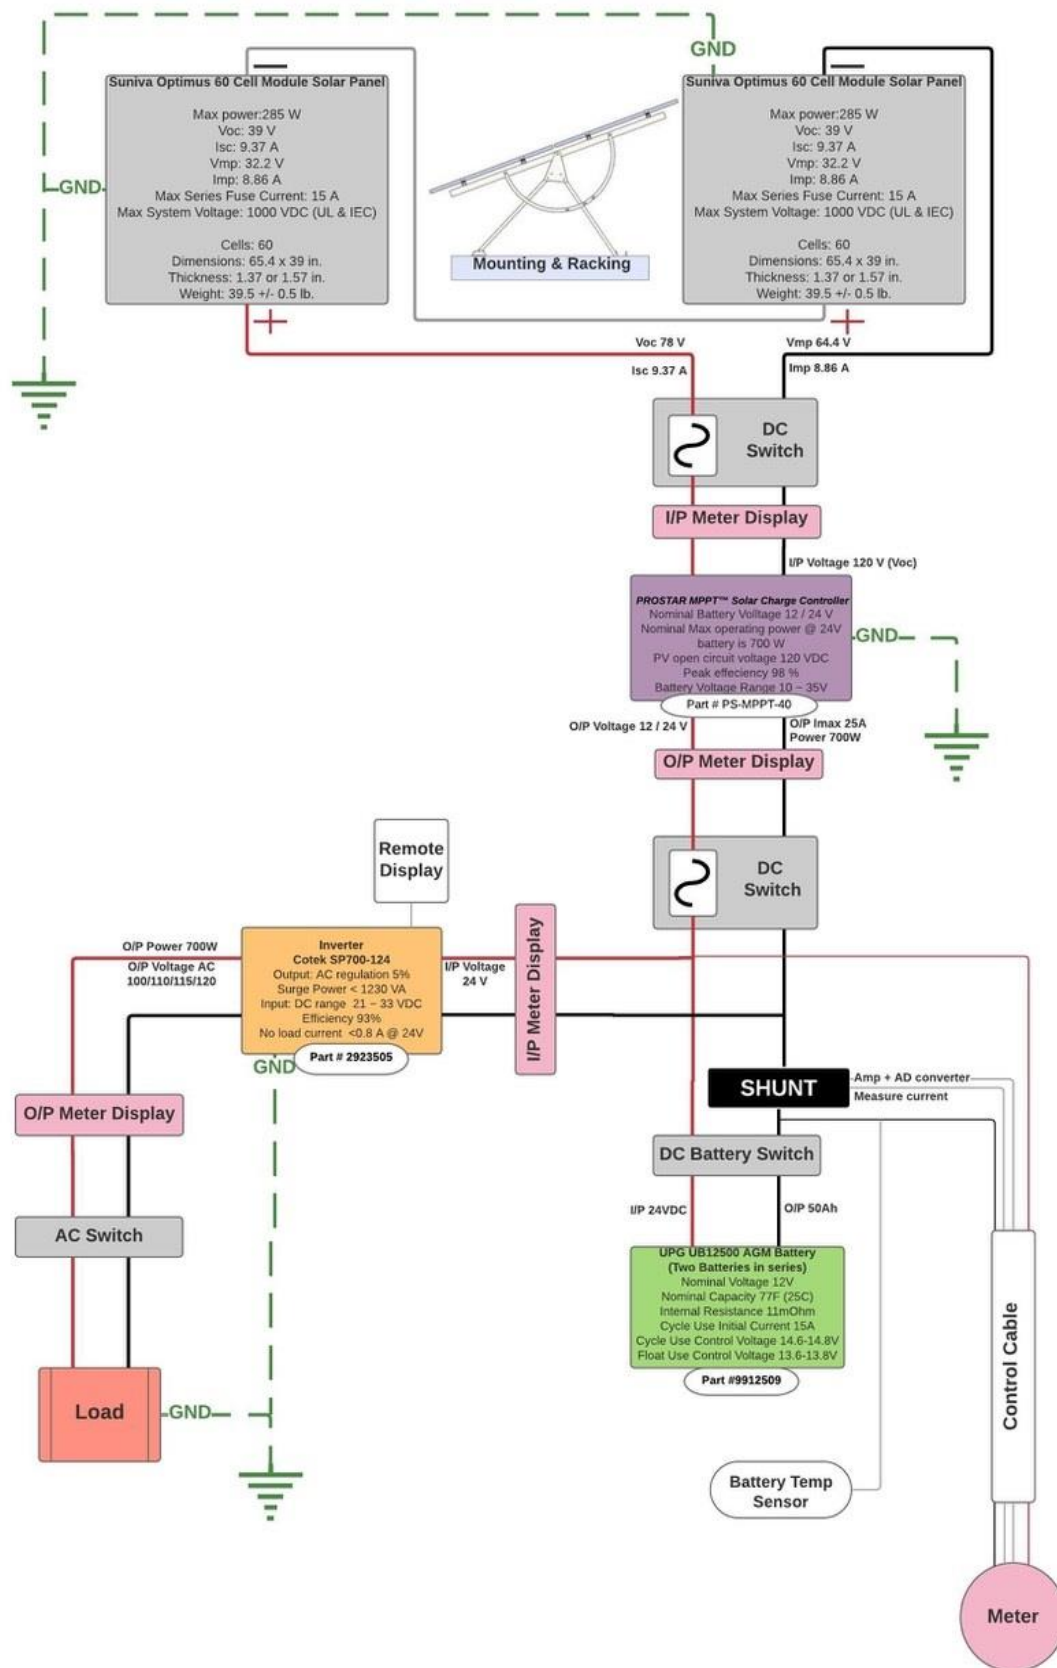 GND
Suniva Optimus 60 Cell Module Solar Panel
Max power:285 W
Voc: 39 V
Isc: 9.37 A
Vmp: 32.2 V
Imp: 8.86 A
Max Series Fuse Current: 15 A
Max System Voltage: 1000 VDC (UL & IEC)
Cells: 60
Dimensions: 65.4 x 39 in.
Thickness: 1.37 or 1.57 in.
Weight: 39.5 +/- 0.5 lb.
GND
Mounting & Racking
Suniva Optimus 60 Cell Module Solar Panel
Max power:285 W
Voc: 39 V
Isc: 9.37 A
Vmp: 32.2 V
Imp: 8.86 A
Max Series Fuse Current: 15 A
Max System Voltage: 1000 VDC (UL & IEC)
Cells: 60
Dimensions: 65.4 x 39 in.
Thickness: 1.37 or 1.57 in.
Weight: 39.5 +/- 0.5 lb.
Voc 78 V
Isc 9.37 A
Vmp 64.4 V
Imp 8.86 A
DC
Switch
I/P Meter Display
I/P Voltage 120 V (Voc)
PROSTAR MPPT™ Solar Charge Controller
Nominal Battery Volltage 12 / 24 V
Nominal Max operating power @ 24V
battery is 700 W
PV open circuit voltage 120 VDC
Peak effeciency 98 %
Battery Voltage Range 10 ~ 35V
Part # PS-MPPT-40
GND
O/P Voltage 12 / 24 V
O/P Imax 25A
Power 700W
O/P Meter Display
DC
Switch
Remote
Display
Inverter
Cotek SP700-124
Output: AC regulation 5%
Surge Power < 1230 VA
Input: DC range 21 ~ 33 VDC
Efficiency 93%
No load current <0.8 A @ 24V
Part # 2923505
GND
O/P Power 700W
O/P Voltage AC
100/110/115/120
I/P Voltage
24 V
I/P Meter Display
SHUNT
Amp + AD converter
Measure current
O/P Meter Display
DC Battery Switch
I/P 24VDC
O/P 50Ah
AC Switch
UPG UB12500 AGM Battery
(Two Batteries in series)
Nominal Voltage 12V
Nominal Capacity 77F (25C)
Internal Resistance 11mOhm
Cycle Use Initial Current 15A
Cycle Use Control Voltage 14.6-14.8V
Float Use Control Voltage 13.6-13.8V
Part #9912509
Control Cable
Load
GND
Battery Temp
Sensor
Meter